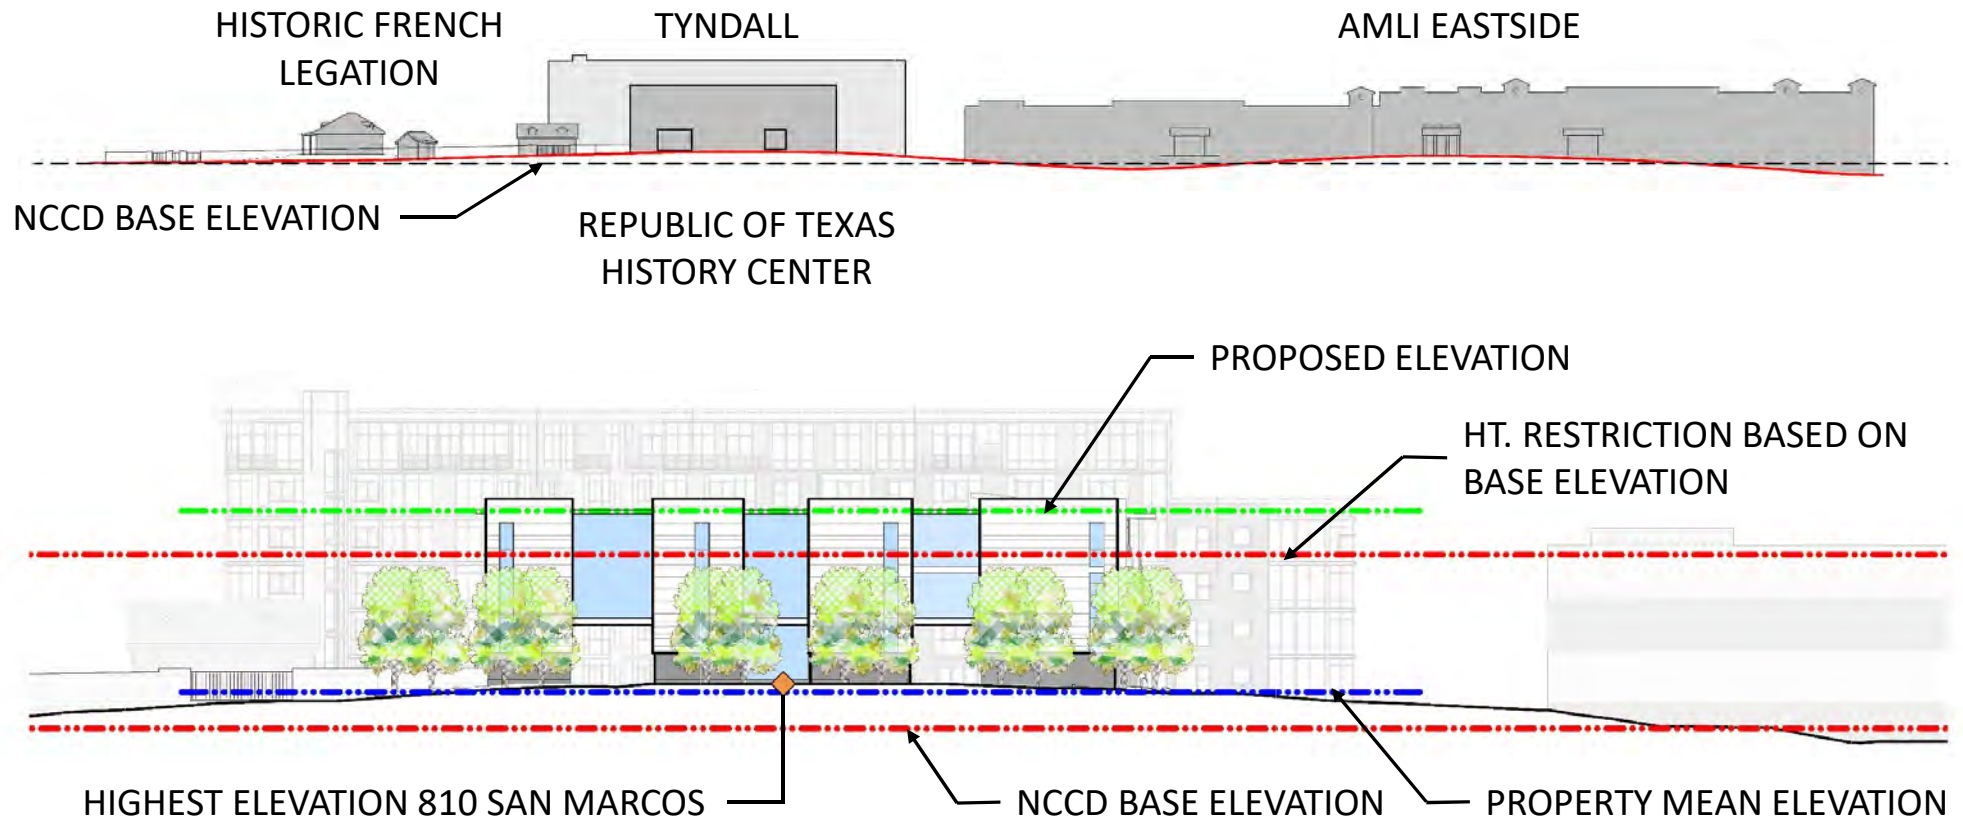 HISTORIC FRENCH
LEGATION
TYNDALL
AMLI EASTSIDE
NCCD BASE ELEVATION
REPUBLIC OF TEXAS
HISTORY CENTER
PROPOSED ELEVATION
HT. RESTRICTION BASED ON
BASE ELEVATION
HIGHEST ELEVATION 810 SAN MARCOS
NCCD BASE ELEVATION
PROPERTY MEAN ELEVATION